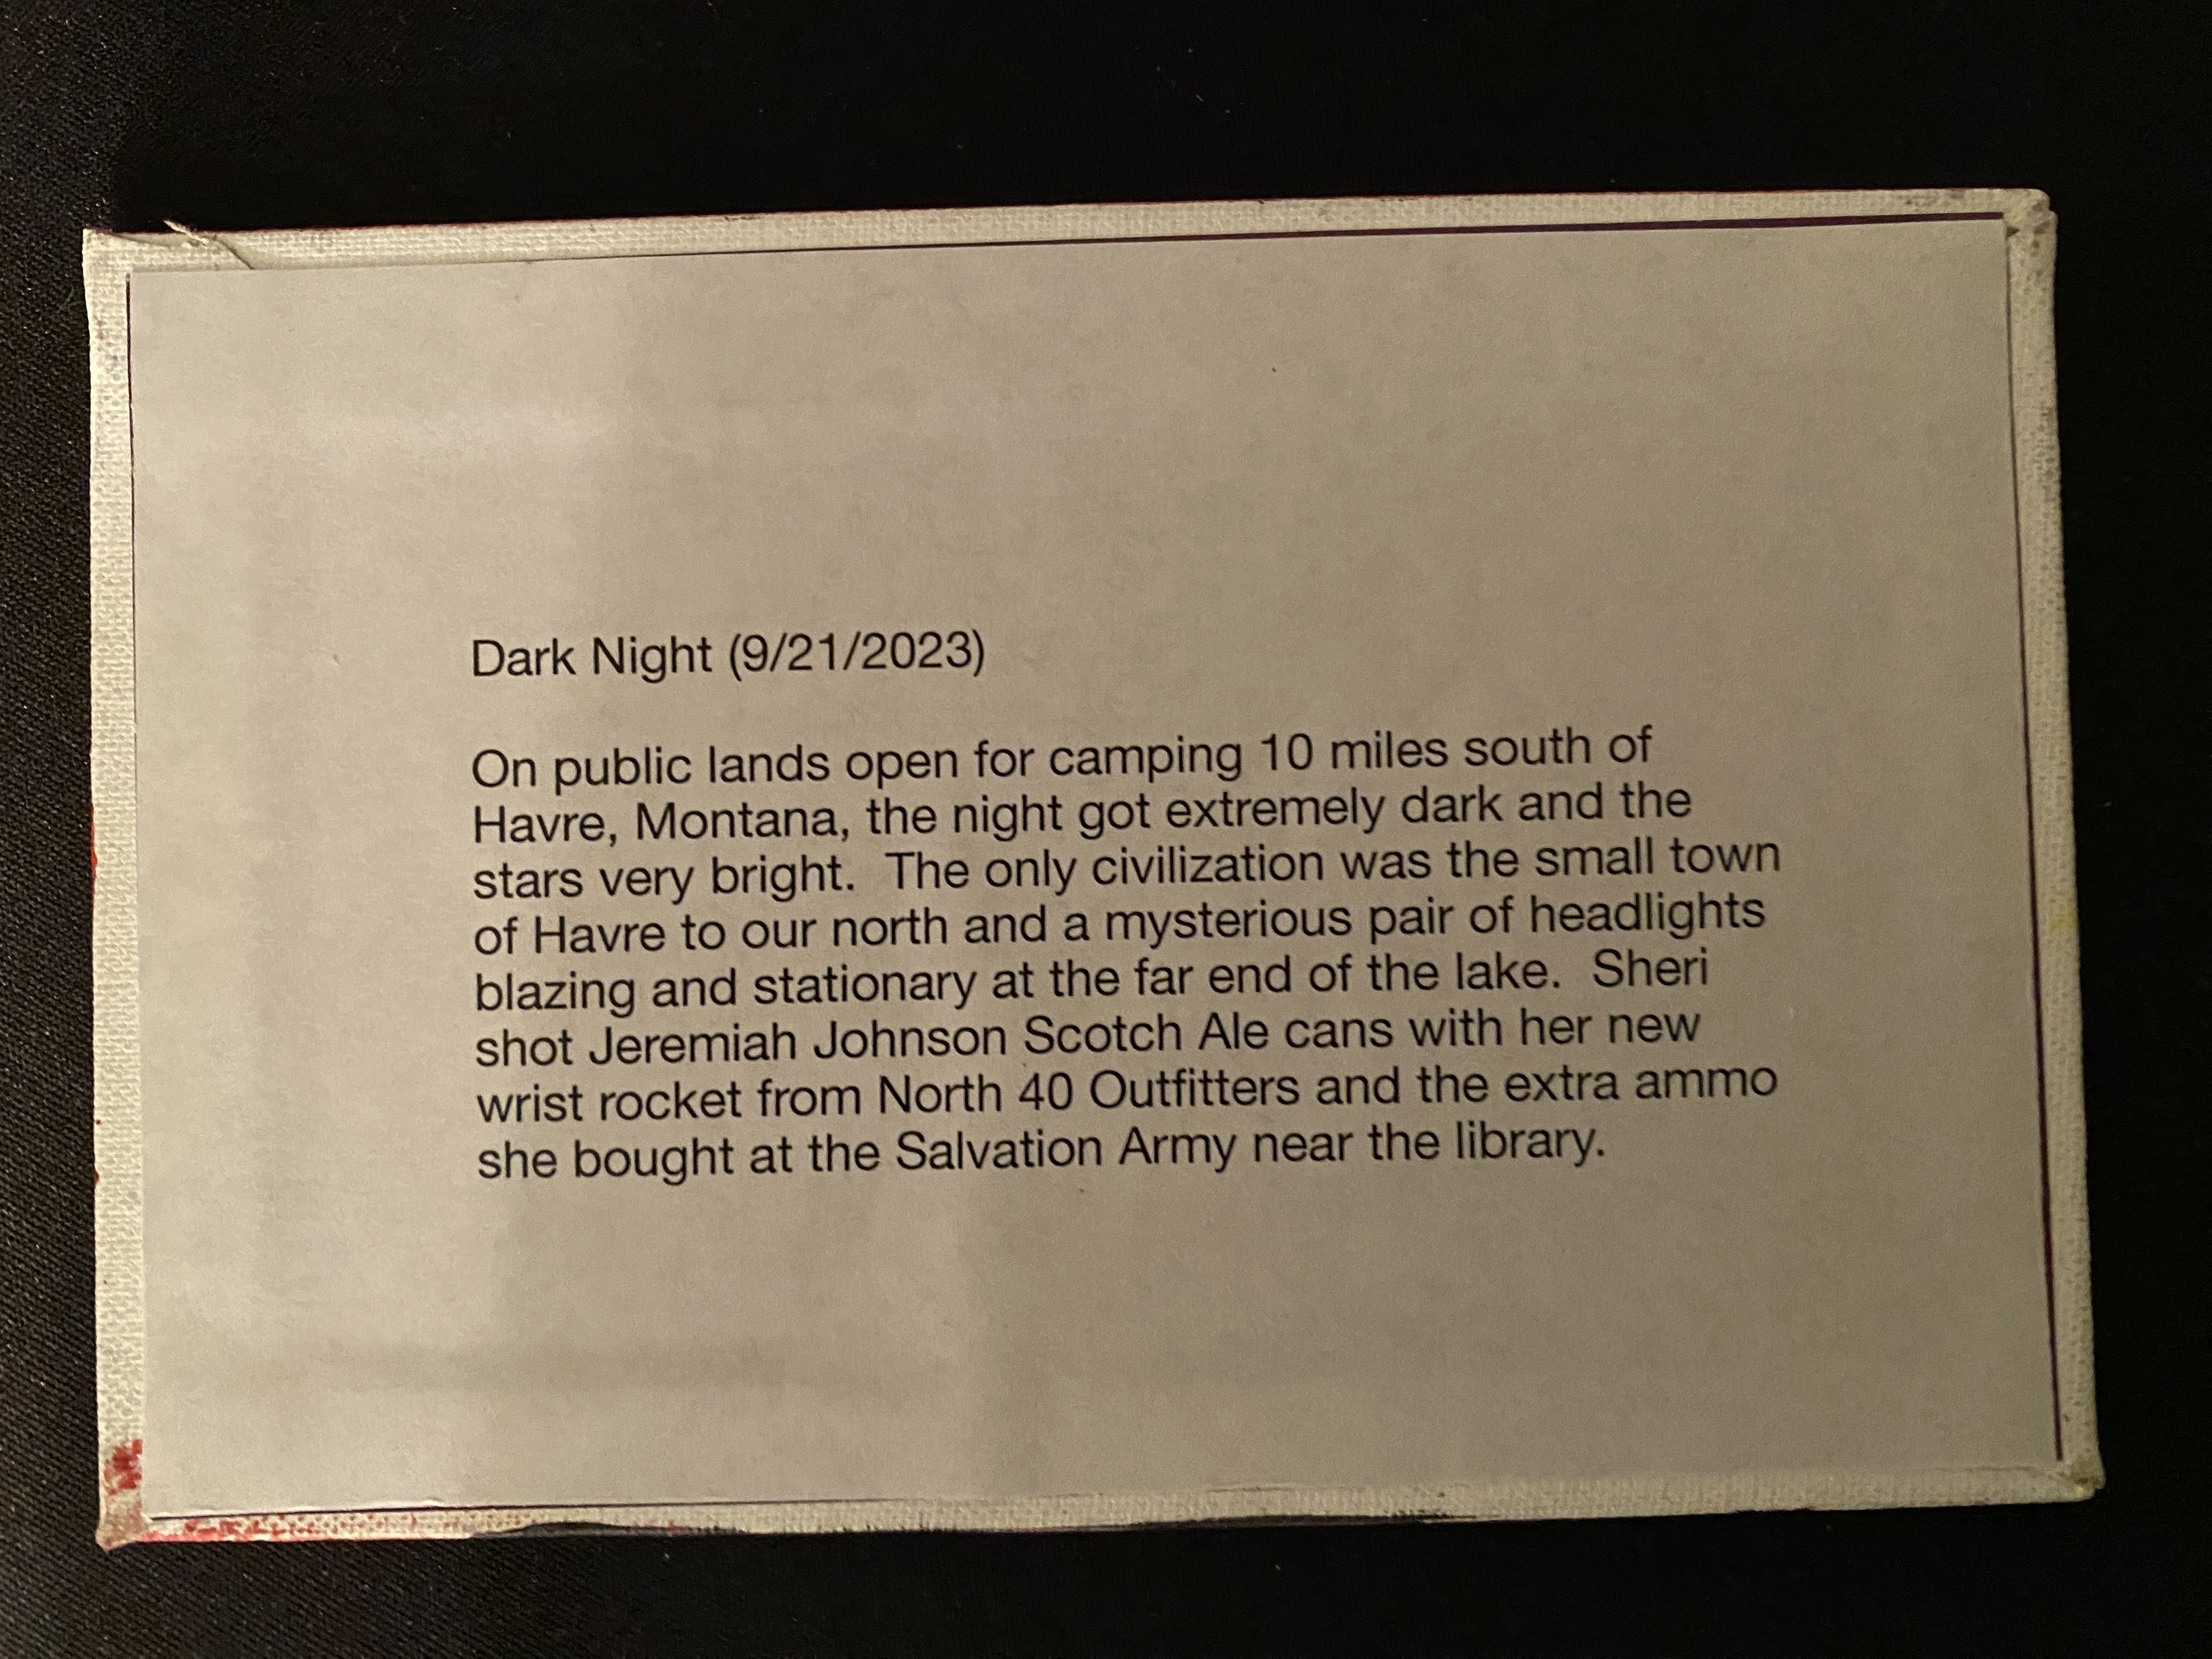 Dark Night (9/21/2023)
On public lands open for camping 10 miles south of
Havre, Montana, the night got extremely dark and the
stars very bright.  The only civilization was the small town
of Havre to our north and a mysterious pair of headlights
blazing and stationary at the far end of the lake.  Sheri
shot Jeremiah Johnson Scotch Ale cans with her new
wrist rocket from North 40 Outfitters and the extra ammo
she bought at the Salvation Army near the library.